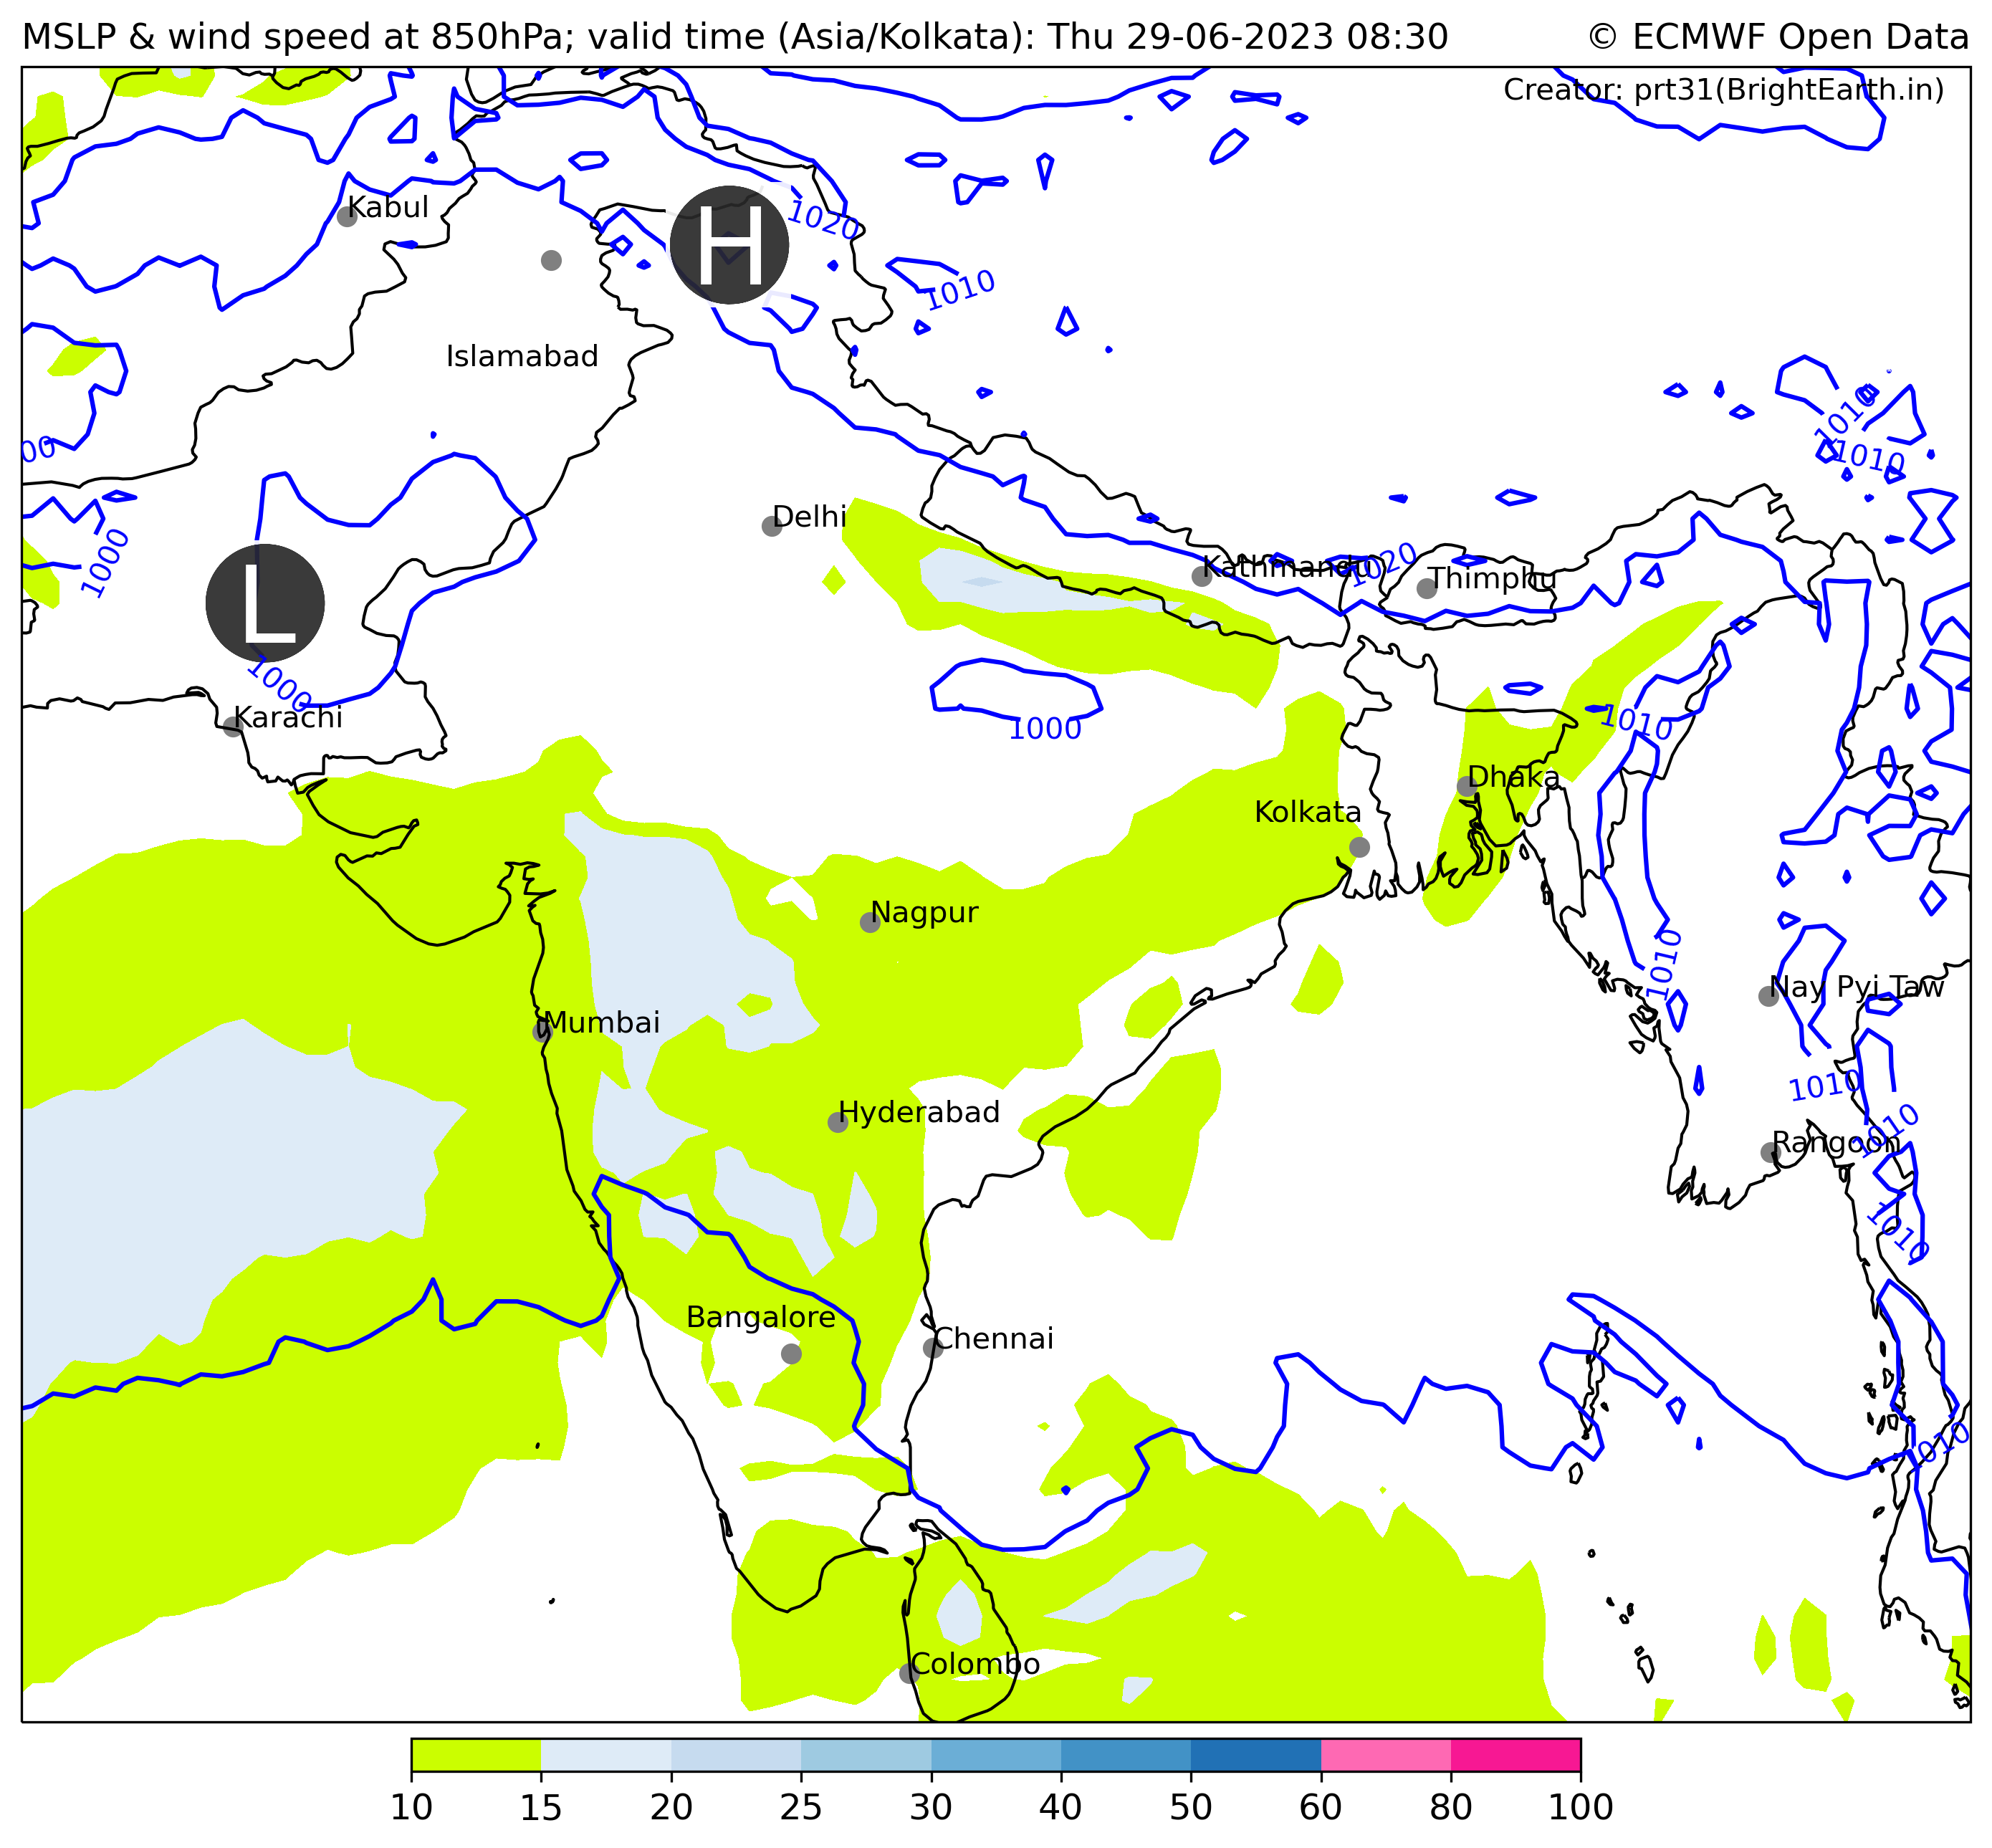 MSLP & wind speed at 850hPa; valid time (Asia/Kolkata): Thu 29-06-2023 08:30
© ECMWF Open Data
Creator: prt31(BrightEarth.in)
Kabul
H
1020
1010
Islamabad
1010
00
1010
Delhi
1000
Kathmandu
1020
Thimphu
L
1000
Karachi
1000
1010
Dhaka
Kolkata
Nagpur
1010
Nay Pyi Taw
Mumbai
1010
Hyderabad
1010
Rangoon
1010
Bangalore
Chennai
1010
Colombo
10 15 20 25 30 40 50 60 80 100